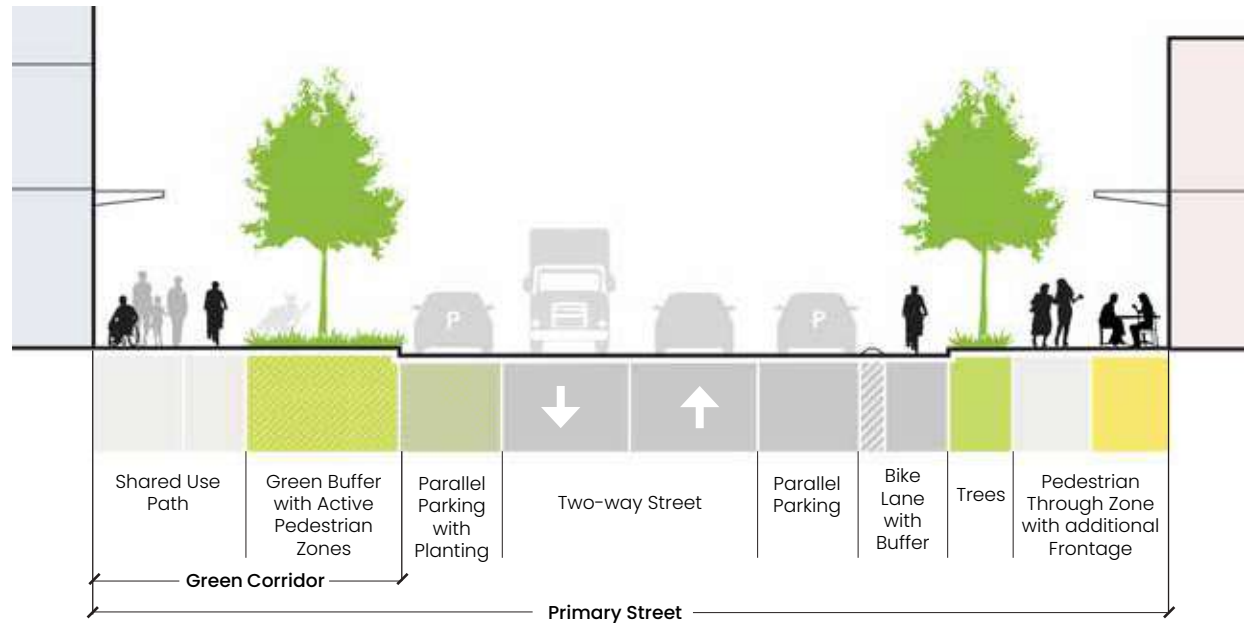 P
P
Shared Use
Path
Green Buffer
with Active
Pedestrian
Zones
Parallel
Parking
with
Planting
Two-way Street
Parallel
Parking
Bike
Lane
with
Buffer
Trees
Pedestrian
Through Zone
with additional
Frontage
Green Corridor
Primary Street